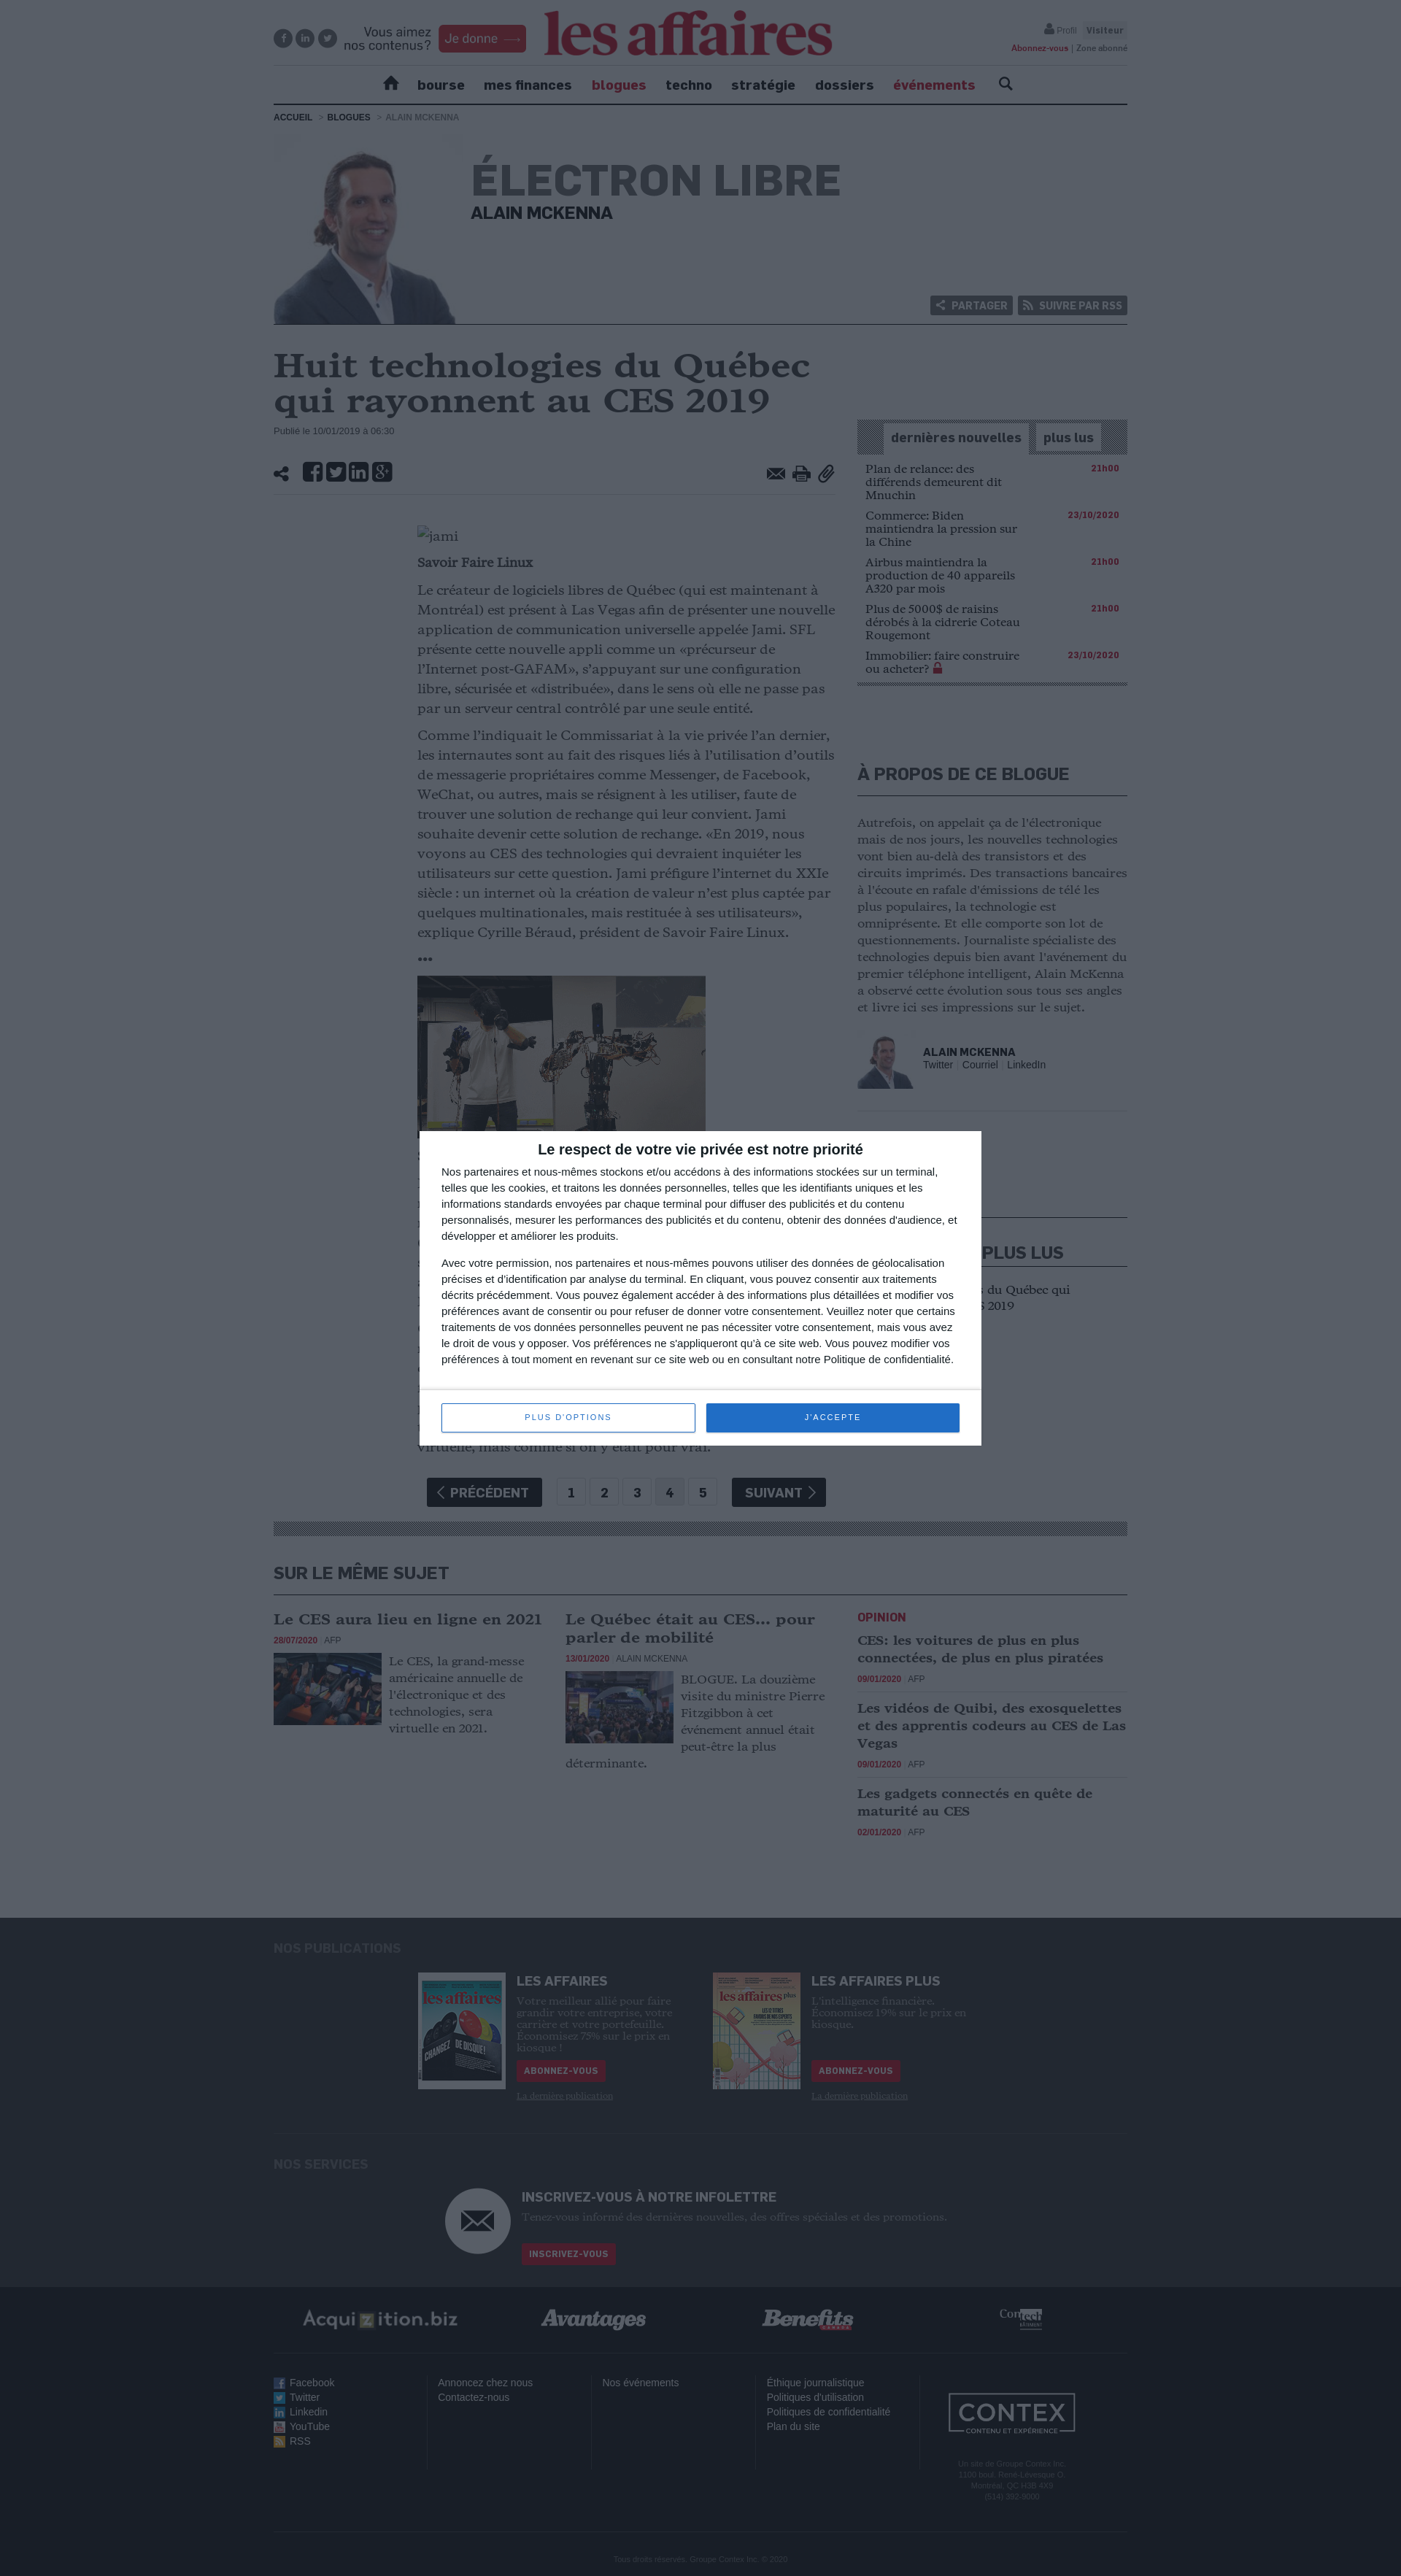 Vous aimez
nos contenus?
Je donne
les affaires
Profil Visiteur
Abonnez-vous | Zone abonné
bourse mes finances blogues techno stratégie dossiers événements
ACCUEIL > BLOGUES > ALAIN MCKENNA
ÉLECTRON LIBRE
ALAIN MCKENNA
PARTAGER SUIVRE PAR RSS
Huit technologies du Québec
qui rayonnent au CES 2019
Publié le 10/01/2019 à 06:30
jami
Savoir Faire Linux
Le créateur de logiciels libres de Québec (qui est maintenant à
Montréal) est présent à Las Vegas afin de présenter une nouvelle
application de communication universelle appelée Jami. SFL
présente cette nouvelle appli comme un «précurseur de
l’Internet post-GAFAM», s’appuyant sur une configuration
libre, sécurisée et «distribuée», dans le sens où elle ne passe pas
par un serveur central contrôlé par une seule entité.
Comme l’indiquait le Commissariat à la vie privée l’an dernier,
les internautes sont au fait des risques liés à l’utilisation d’outils
de messagerie propriétaires comme Messenger, de Facebook,
WeChat, ou autres, mais se résignent à les utiliser, faute de
trouver une solution de rechange qui leur convient. Jami
souhaite devenir cette solution de rechange. «En 2019, nous
voyons au CES des technologies qui devraient inquiéter les
utilisateurs sur cette question. Jami préfigure l’internet du XXIe
siècle : un internet où la création de valeur n’est plus captée par
quelques multinationales, mais restituée à ses utilisateurs»,
explique Cyrille Béraud, président de Savoir Faire Linux.
•••
dernières nouvelles plus lus
Plan de relance: des
différends demeurent dit
Mnuchin
21h00
Commerce: Biden
maintiendra la pression sur
la Chine
23/10/2020
Airbus maintiendra la
production de 40 appareils
A320 par mois
21h00
Plus de 5000$ de raisins
dérobés à la cidrerie Coteau
Rougemont
21h00
Immobilier: faire construire
ou acheter?
23/10/2020
À PROPOS DE CE BLOGUE
Autrefois, on appelait ça de l'électronique
mais de nos jours, les nouvelles technologies
vont bien au-delà des transistors et des
circuits imprimés. Des transactions bancaires
à l'écoute en rafale d'émissions de télé les
plus populaires, la technologie est
omniprésente. Et elle comporte son lot de
questionnements. Journaliste spécialiste des
technologies depuis bien avant l'avénement du
premier téléphone intelligent, Alain McKenna
a observé cette évolution sous tous ses angles
et livre ici ses impressions sur le sujet.
ALAIN MCKENNA
Twitter | Courriel | LinkedIn
PLUS LUS
du Québec qui
2019
Le respect de votre vie privée est notre priorité
Nos partenaires et nous-mêmes stockons et/ou accédons à des informations stockées sur un terminal,
telles que les cookies, et traitons les données personnelles, telles que les identifiants uniques et les
informations standards envoyées par chaque terminal pour diffuser des publicités et du contenu
personnalisés, mesurer les performances des publicités et du contenu, obtenir des données d'audience, et
développer et améliorer les produits.
Avec votre permission, nos partenaires et nous-mêmes pouvons utiliser des données de géolocalisation
précises et d’identification par analyse du terminal. En cliquant, vous pouvez consentir aux traitements
décrits précédemment. Vous pouvez également accéder à des informations plus détaillées et modifier vos
préférences avant de consentir ou pour refuser de donner votre consentement. Veuillez noter que certains
traitements de vos données personnelles peuvent ne pas nécessiter votre consentement, mais vous avez
le droit de vous y opposer. Vos préférences ne s'appliqueront qu’à ce site web. Vous pouvez modifier vos
préférences à tout moment en revenant sur ce site web ou en consultant notre Politique de confidentialité.
PLUS D'OPTIONS J'ACCEPTE
virtuelle, mais comme si on y était pour vrai.
PRÉCÉDENT 1 2 3 4 5 SUIVANT
SUR LE MÊME SUJET
Le CES aura lieu en ligne en 2021
28/07/2020 | AFP
Le CES, la grand-messe
américaine annuelle de
l'électronique et des
technologies, sera
virtuelle en 2021.
Le Québec était au CES... pour
parler de mobilité
13/01/2020 | ALAIN MCKENNA
BLOGUE. La douzième
visite du ministre Pierre
Fitzgibbon à cet
événement annuel était
peut-être la plus
déterminante.
OPINION
CES: les voitures de plus en plus
connectées, de plus en plus piratées
09/01/2020 | AFP
Les vidéos de Quibi, des exosquelettes
et des apprentis codeurs au CES de Las
Vegas
09/01/2020 | AFP
Les gadgets connectés en quête de
maturité au CES
02/01/2020 | AFP
NOS PUBLICATIONS
les affaires
CHANGEZ DE DISQUE!
LES AFFAIRES
Votre meilleur allié pour faire
grandir votre entreprise, votre
carrière et votre portefeuille.
Économisez 75% sur le prix en
kiosque !
ABONNEZ-VOUS
La dernière publication
les affaires plus
LES AFFAIRES PLUS
L'intelligence financière.
Économisez 19% sur le prix en
kiosque.
ABONNEZ-VOUS
La dernière publication
NOS SERVICES
INSCRIVEZ-VOUS À NOTRE INFOLETTRE
Tenez-vous informé des dernières nouvelles, des offres spéciales et des promotions.
INSCRIVEZ-VOUS
Acquizition.biz Avantages Benefits CANADA Contech
Facebook
Twitter
Linkedin
YouTube
RSS
Annoncez chez nous
Contactez-nous
Nos événements
Éthique journalistique
Politiques d'utilisation
Politiques de confidentialité
Plan du site
CONTEX
CONTENU ET EXPÉRIENCE
Un site de Groupe Contex Inc.
1100 boul. René-Lévesque O.
Montréal, QC H3B 4X9
(514) 392-9000
Tous droits réservés, Groupe Contex Inc. © 2020